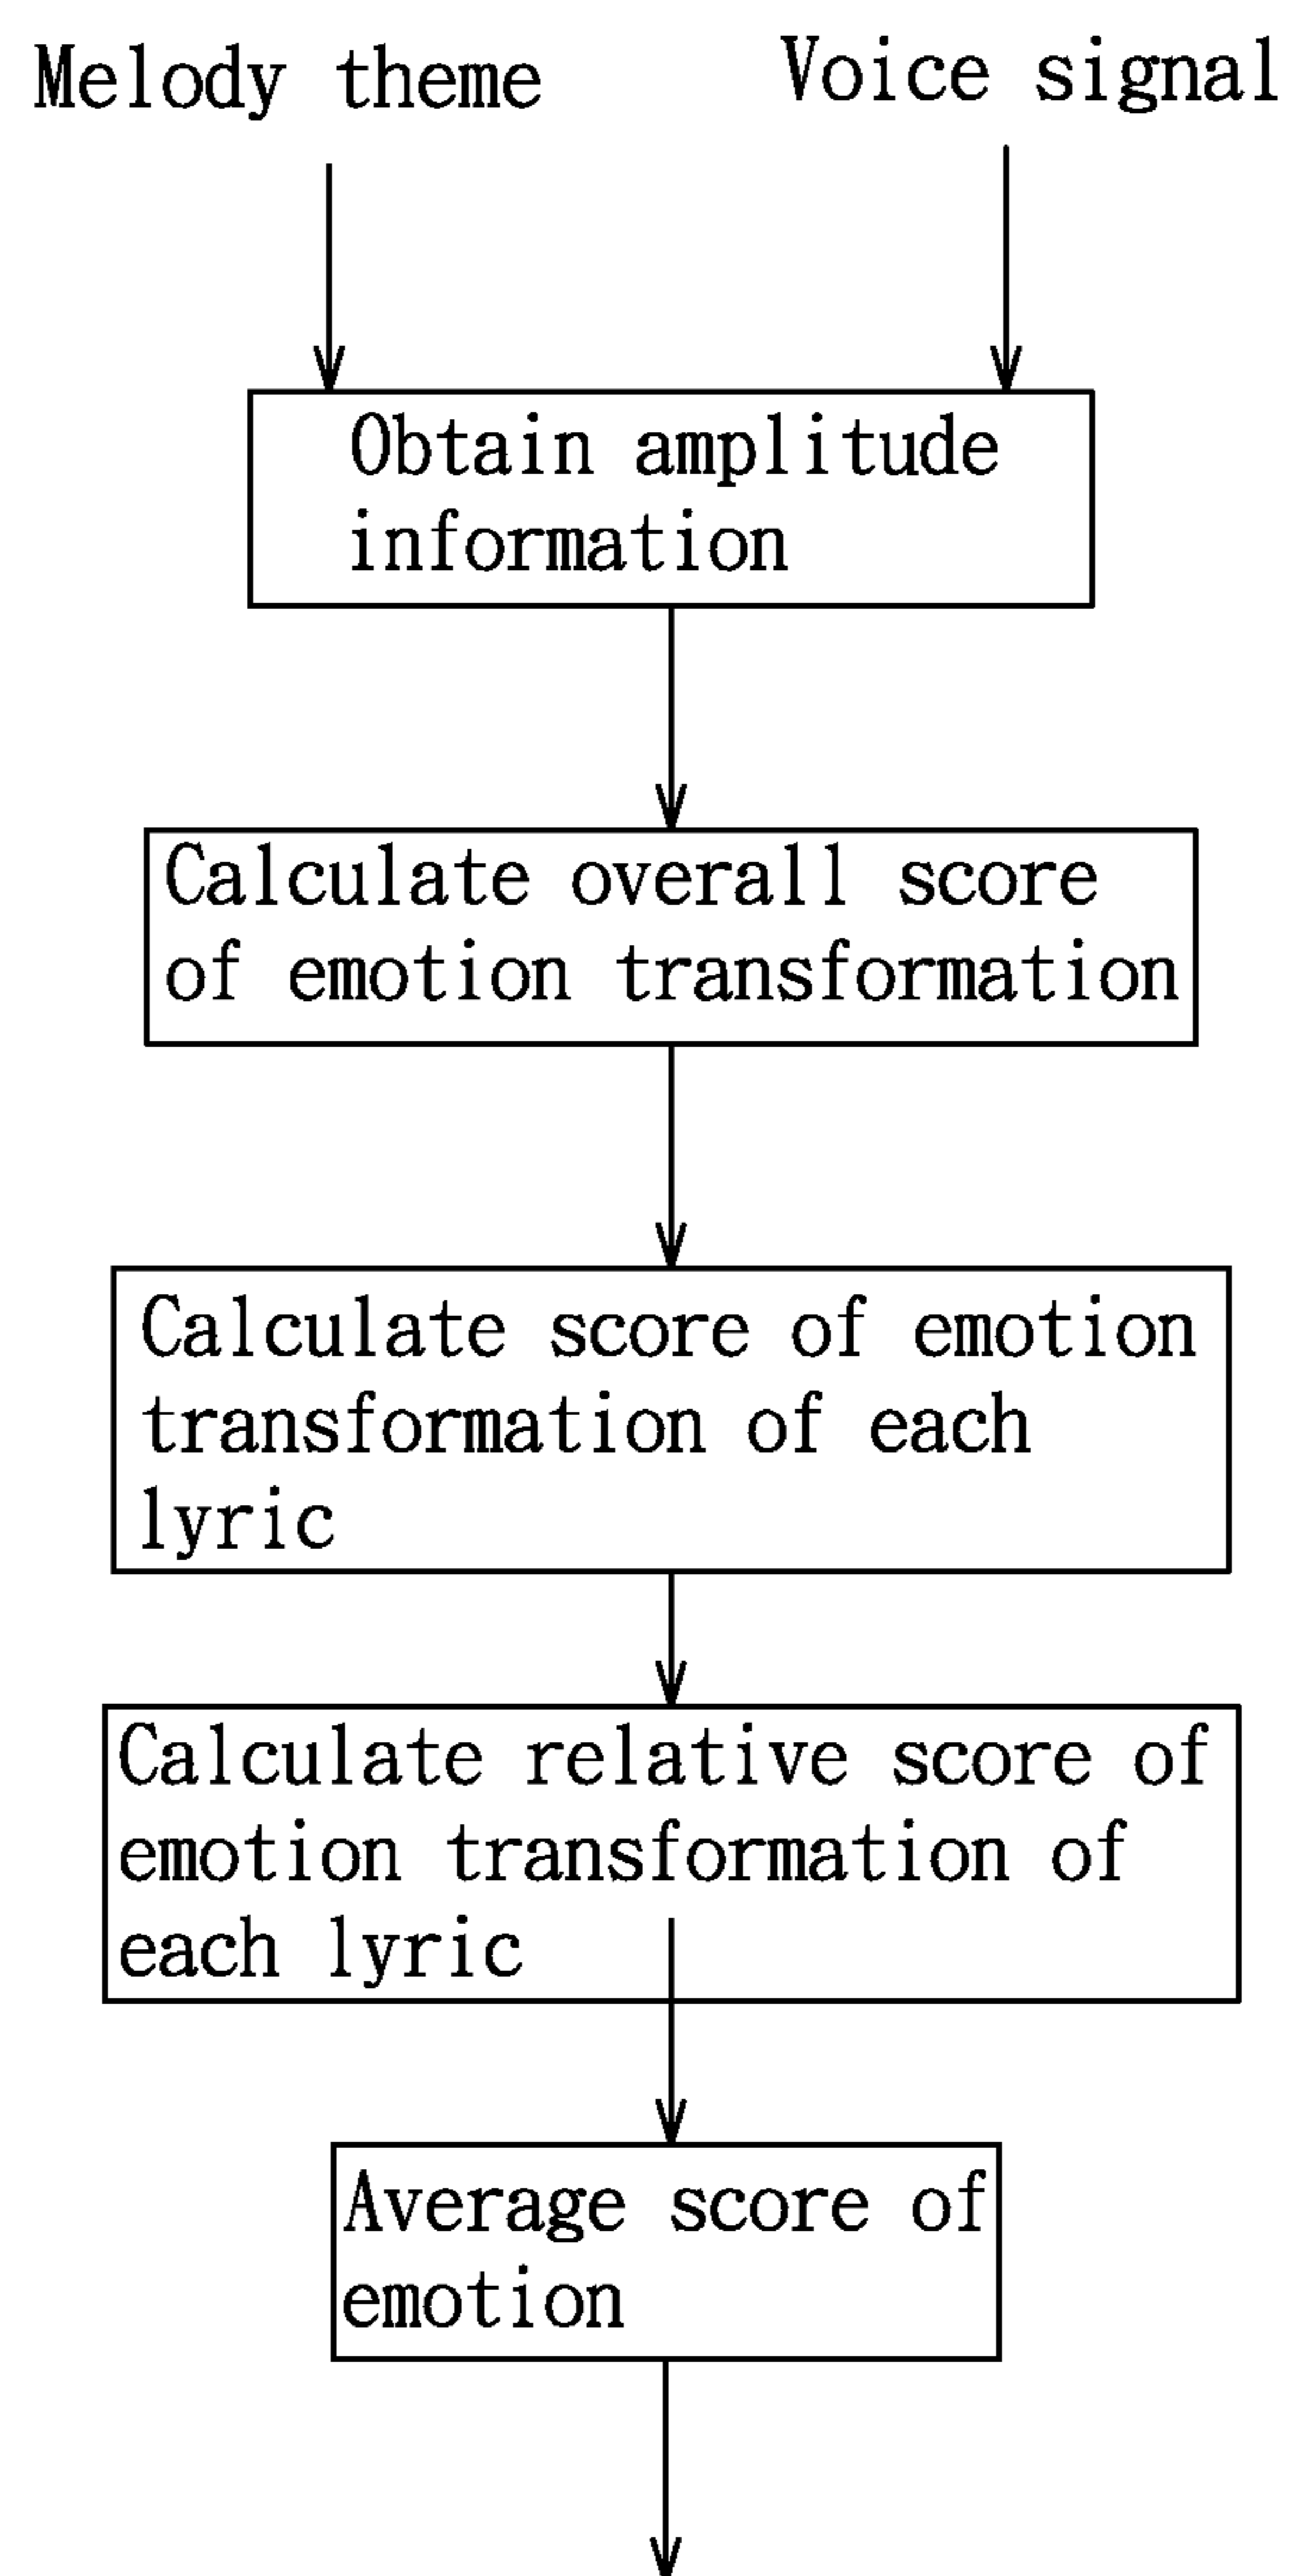 Melody theme
Voice signal
Obtain amplitude
information
Calculate overall score
of emotion transformation
Calculate score of emotion
transformation of each
lyric
Calculate relative score of
emotion transformation of
each lyric
Average score of
emotion